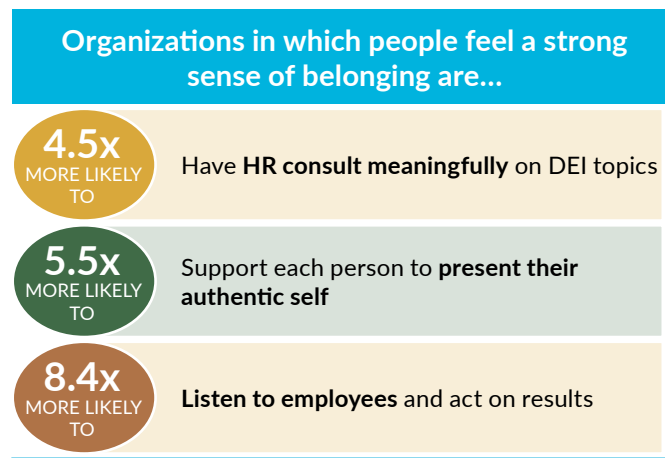 Organizations in which people feel a strong
sense of belonging are...
4.5x
MORE LIKELY
TO
Have HR consult meaningfully on DEI topics
5.5x
MORE LIKELY
TO
Support each person to present their
authentic self
8.4x
MORE LIKELY
TO
Listen to employees and act on results